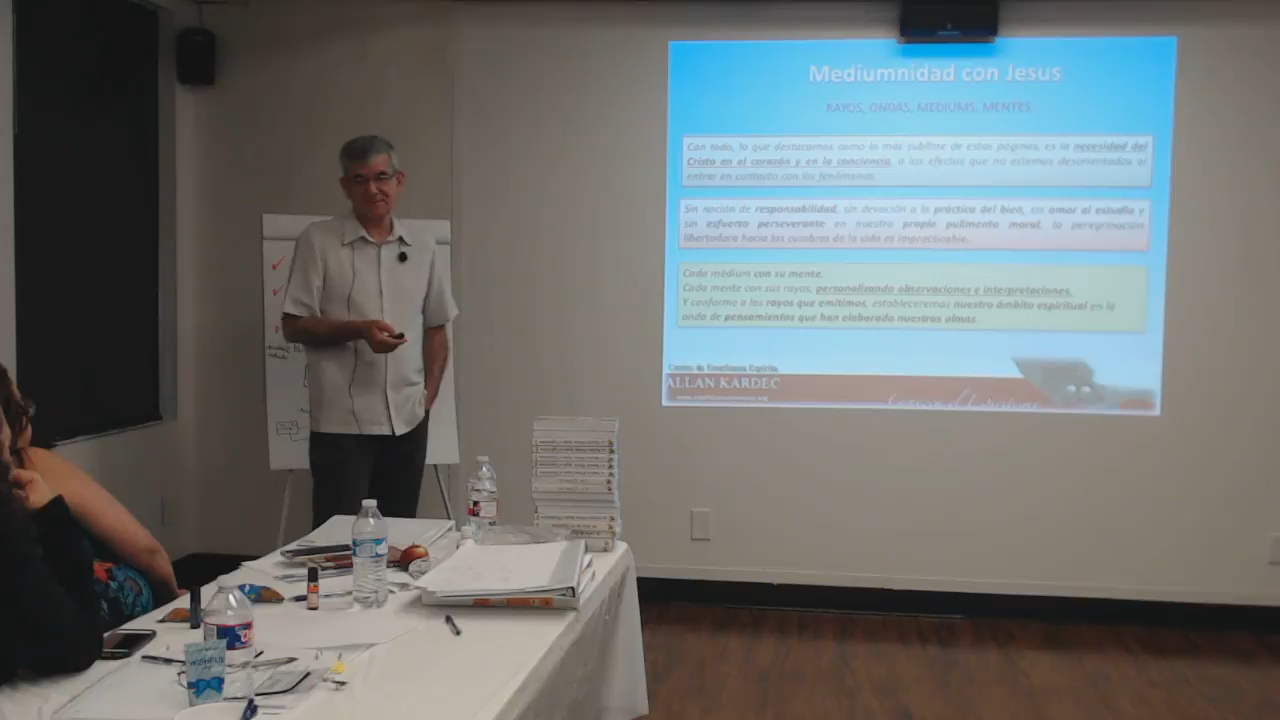 Mediumnidad con Jesus
RAYOS, ONDAS, MEDIUMS, MENTES
Con todo, lo que destacamos como lo más sublime de estas páginas, es la necesidad del
Cristo en el corazón y en la conciencia, a los efectos que no estemos desorientados al
entrar en contacto con los fenómenos.
Sin noción de responsabilidad, sin devoción a la práctica del bien, sin amor al estudio y
sin esfuerzo perseverante en nuestro propio pulimento moral, la peregrinación
libertadora hacia las cumbres de la vida es impracticable.
Cada médium con su mente.
Cada mente con sus rayos, personalizando observaciones e interpretaciones.
Y conforme a los rayos que emitimos, estableceremos nuestro ámbito espiritual en la
onda de pensamientos que han elaborado nuestras almas.
Centro de Enseñanza Espírita
ALLAN KARDEC